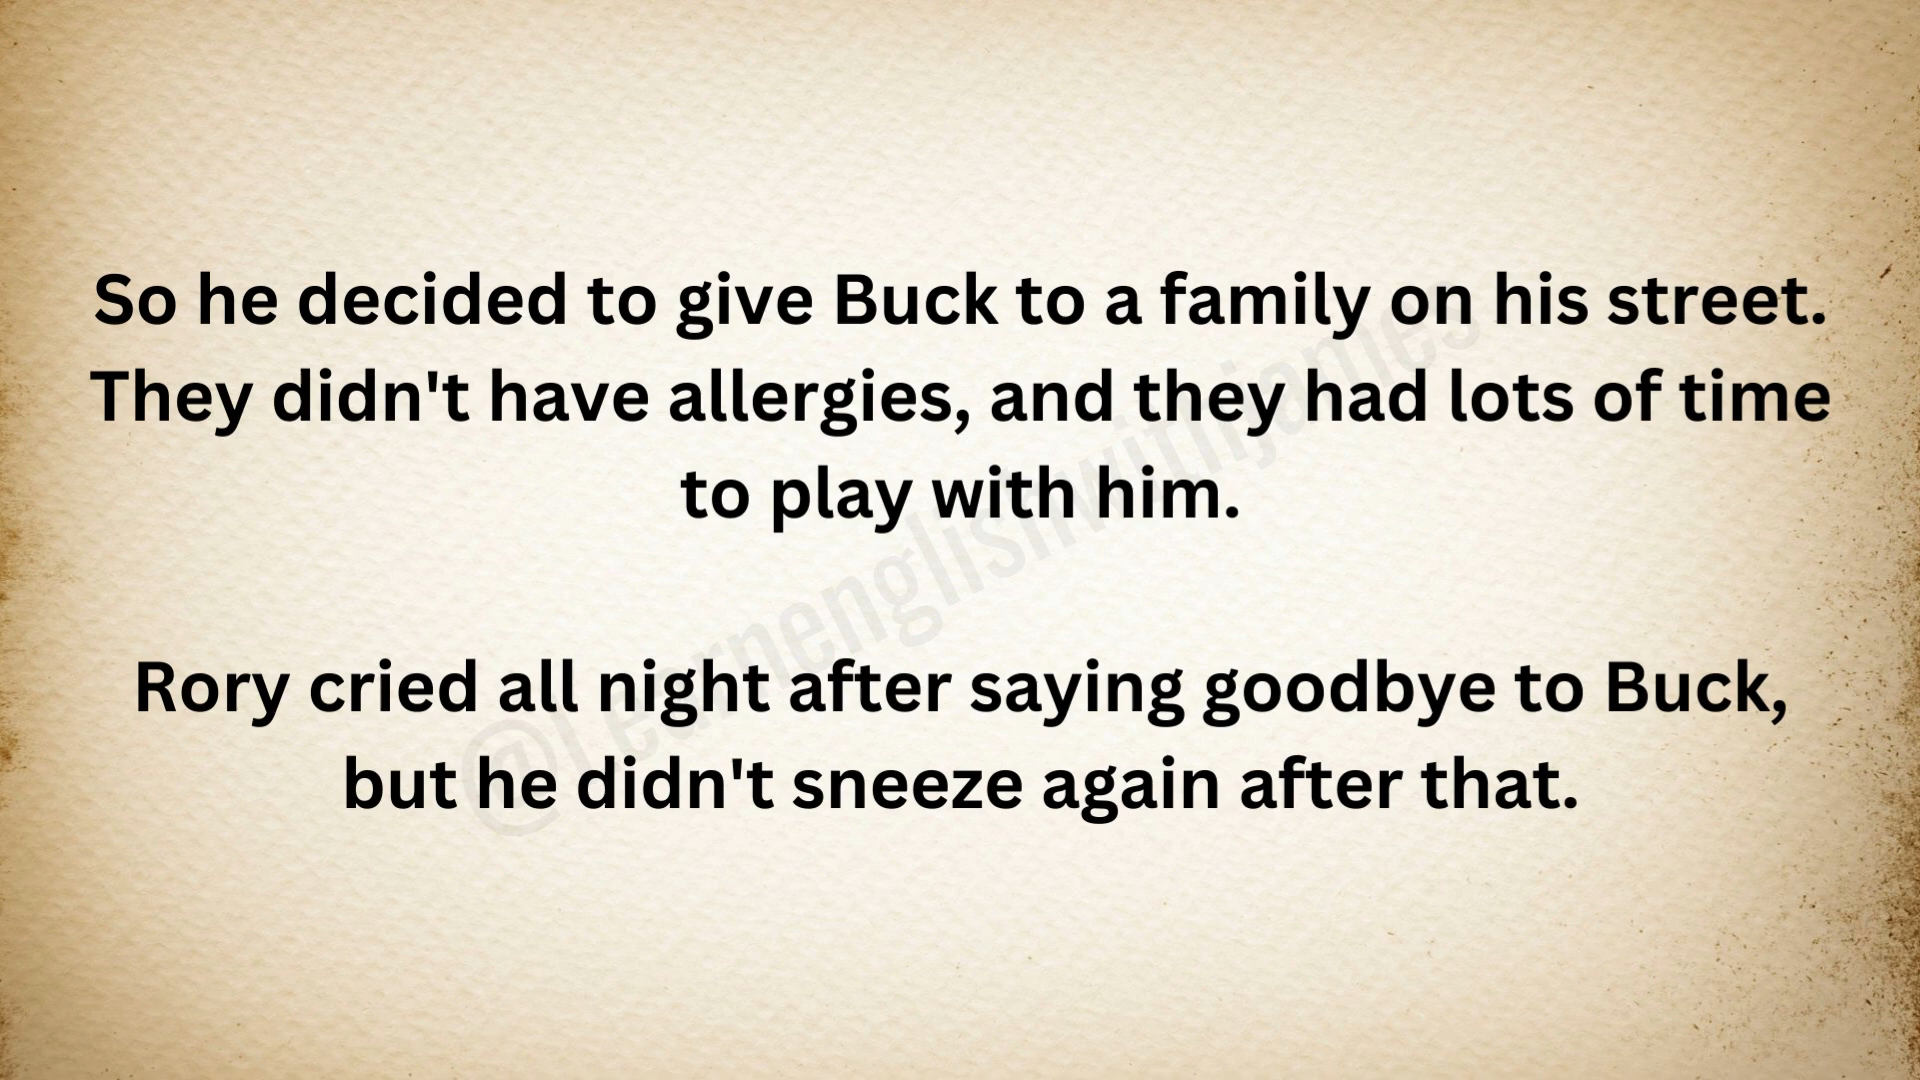 So he decided to give Buck to a family on his street.
They didn't have allergies, and they had lots of time
to play with him.
Rory cried all night after saying goodbye to Buck,
but he didn't sneeze again after that.
@Learnenglishwithjames